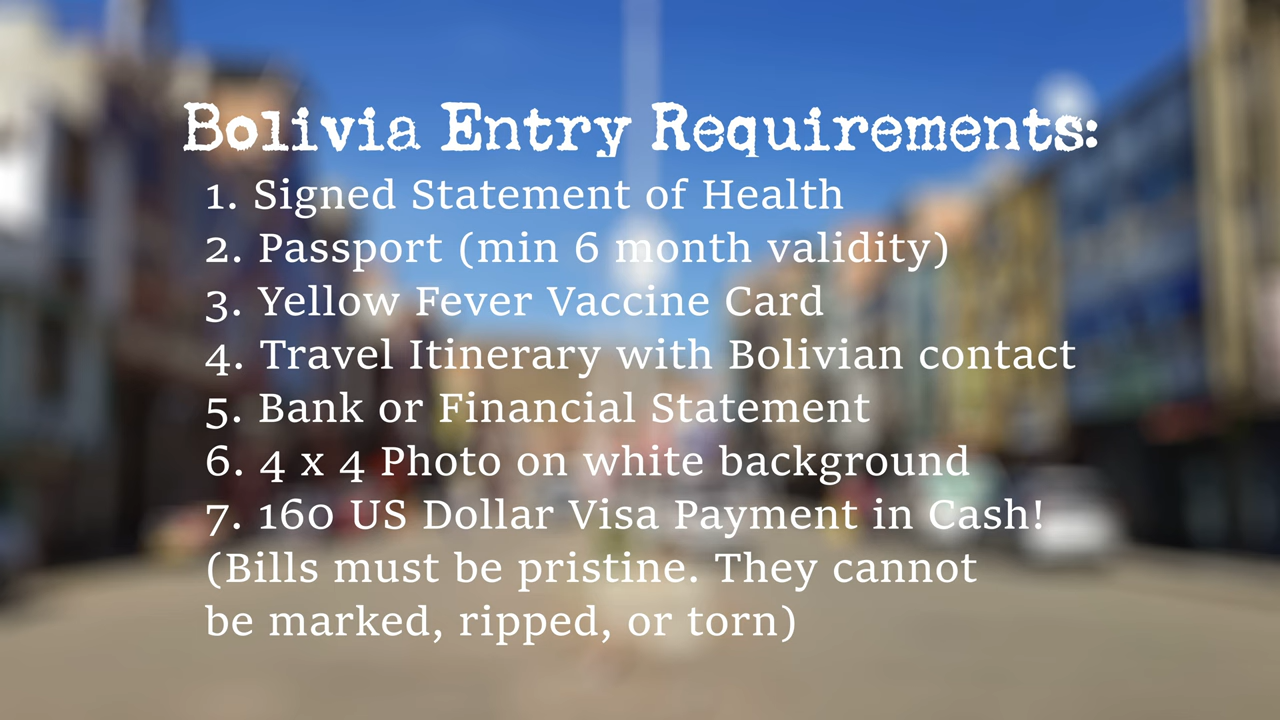 Bolivia Entry Requirements:
1. Signed Statement of Health
2. Passport (min 6 month validity)
3. Yellow Fever Vaccine Card
4. Travel Itinerary with Bolivian contact
5. Bank or Financial Statement
6. 4 x 4 Photo on white background
7. 160 US Dollar Visa Payment in Cash!
(Bills must be pristine. They cannot
be marked, ripped, or torn)